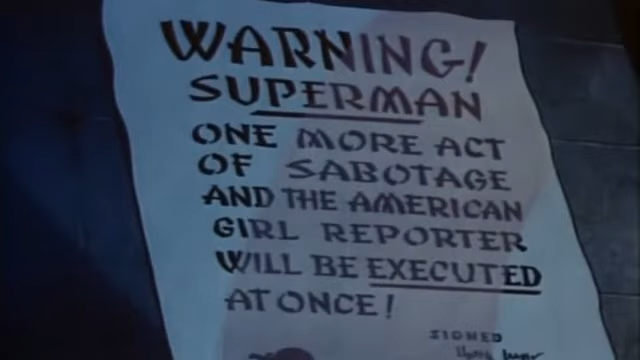 WARNING!
SUPERMAN
ONE MORE ACT
OF SABOTAGE
AND THE AMERICAN
GIRL REPORTER
WILL BE EXECUTED
AT ONCE!
SIGNED